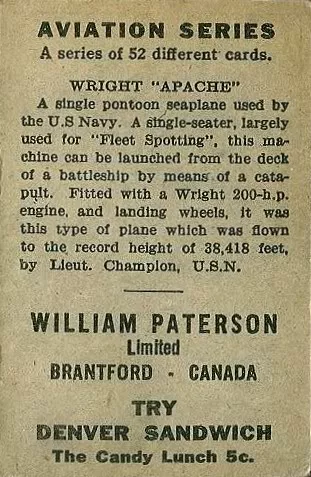 AVIATION SERIES
A series of 52 different cards.
WRIGHT "APACHE"
A single pontoon seaplane used by
the U.S Navy. A single-seater, largely
used for "Fleet Spotting", this ma-
chine can be launched from the deck
of a battleship by means of a cata-
pult. Fitted with a Wright 200-h.p.
engine, and landing wheels, it was
this type of plane which was flown
to the record height of 38,418 feet,
by Lieut. Champion, U.S.N.
WILLIAM PATERSON
Limited
BRANTFORD - CANADA
TRY
DENVER SANDWICH
The Candy Lunch 5c.